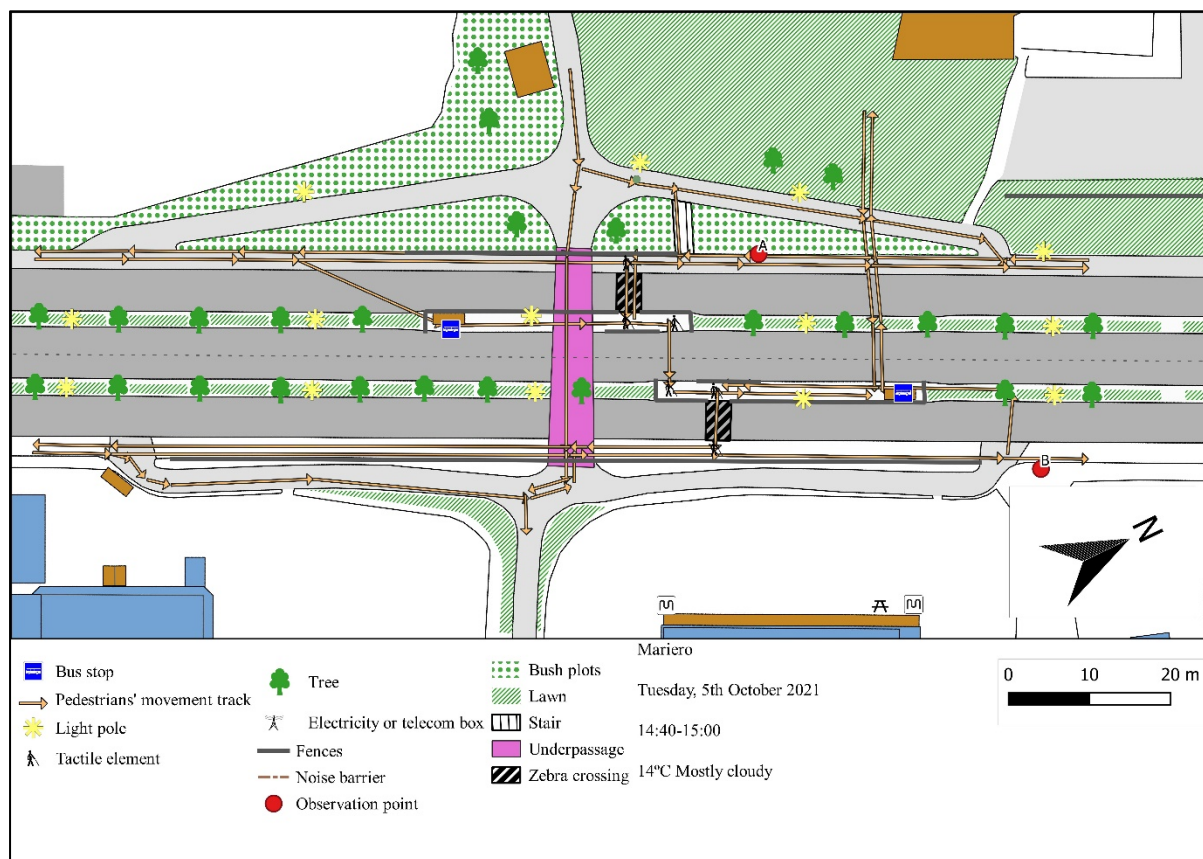 A
B
N
Bus stop
Pedestrians' movement track
Light pole
Tactile element
Tree
Electricity or telecom box
Fences
Noise barrier
Observation point
Bush plots
Lawn
Stair
Underpassage
Zebra crossing
Mariero
Tuesday, 5th October 2021
14:40-15:00
14ºC Mostly cloudy
0 10 20 m